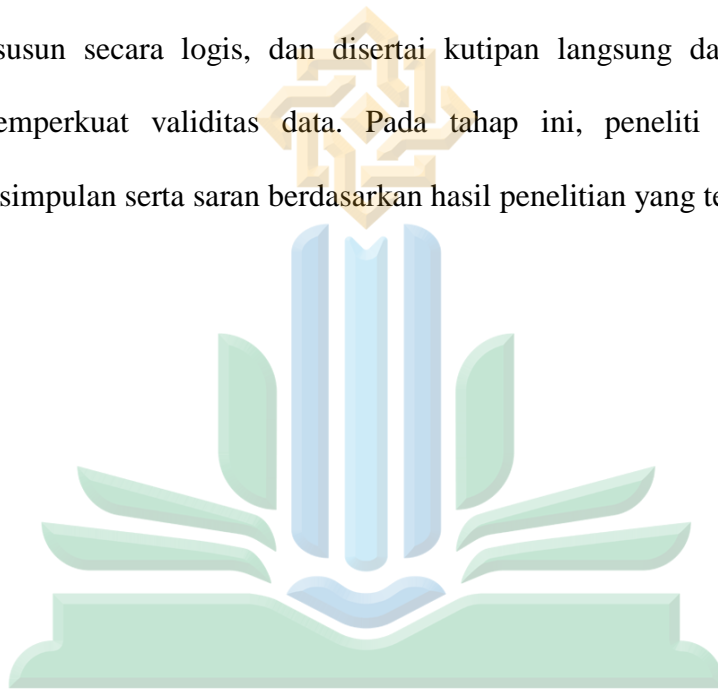 susun secara logis, dan disertai kutipan langsung da
emperkuat validitas data. Pada tahap ini, peneliti
simpulan serta saran berdasarkan hasil penelitian yang te